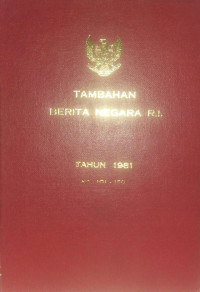 TAMBAHAN
BERITA NEGARA R.I.
TAHUN 1981